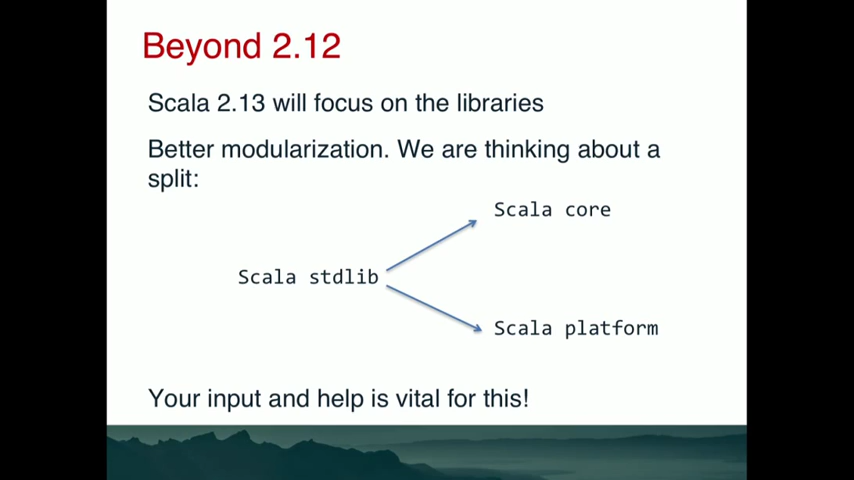 Beyond 2.12
Scala 2.13 will focus on the libraries
Better modularization. We are thinking about a
split:
Scala core
Scala stdlib
Scala platform
Your input and help is vital for this!